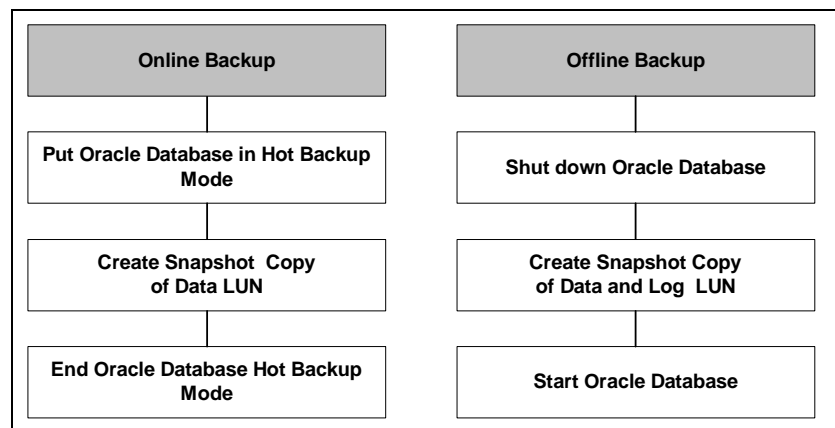 Online Backup
Put Oracle Database in Hot Backup
Mode
Create Snapshot Copy
of Data LUN
End Oracle Database Hot Backup
Mode
Offline Backup
Shut down Oracle Database
Create Snapshot Copy
of Data and Log LUN
Start Oracle Database